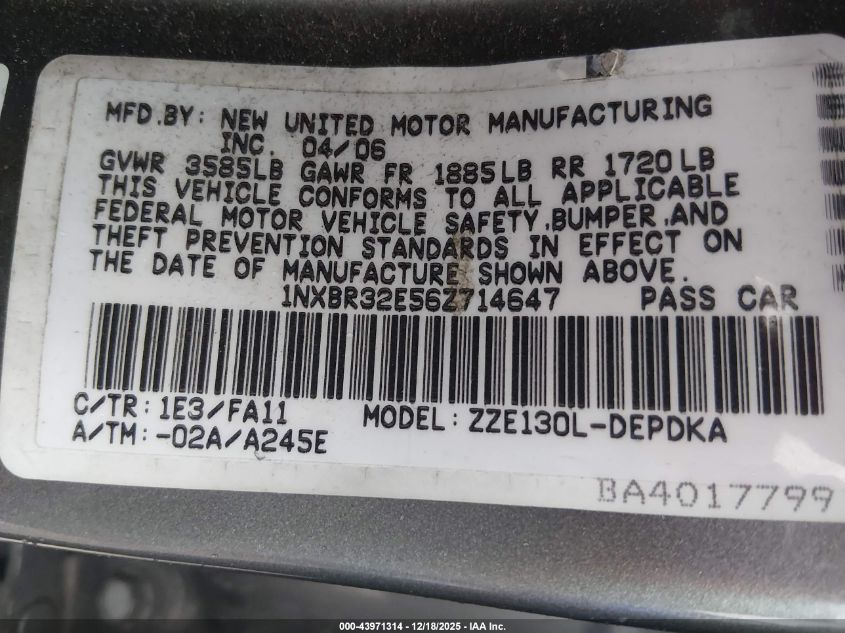 MFD.BY: NEW UNITED MOTOR MANUFACTURING
INC. 04/06
GVWR 3585LB GAWR FR 1885LB RR 1720LB
THIS VEHICLE CONFORMS TO ALL APPLICABLE
FEDERAL MOTOR VEHICLE SAFETY,BUMPER,AND
THEFT PREVENTION STANDARDS IN EFFECT ON
THE DATE OF MANUFACTURE SHOWN ABOVE.
1NXBR32E56Z714647 PASS CAR
C/TR: 1E3/FA11 MODEL: ZZE130L-DEPDKA
A/TM: -02A/A245E
BA4017799
000-43971314 - 12/18/2025 - IAA Inc.